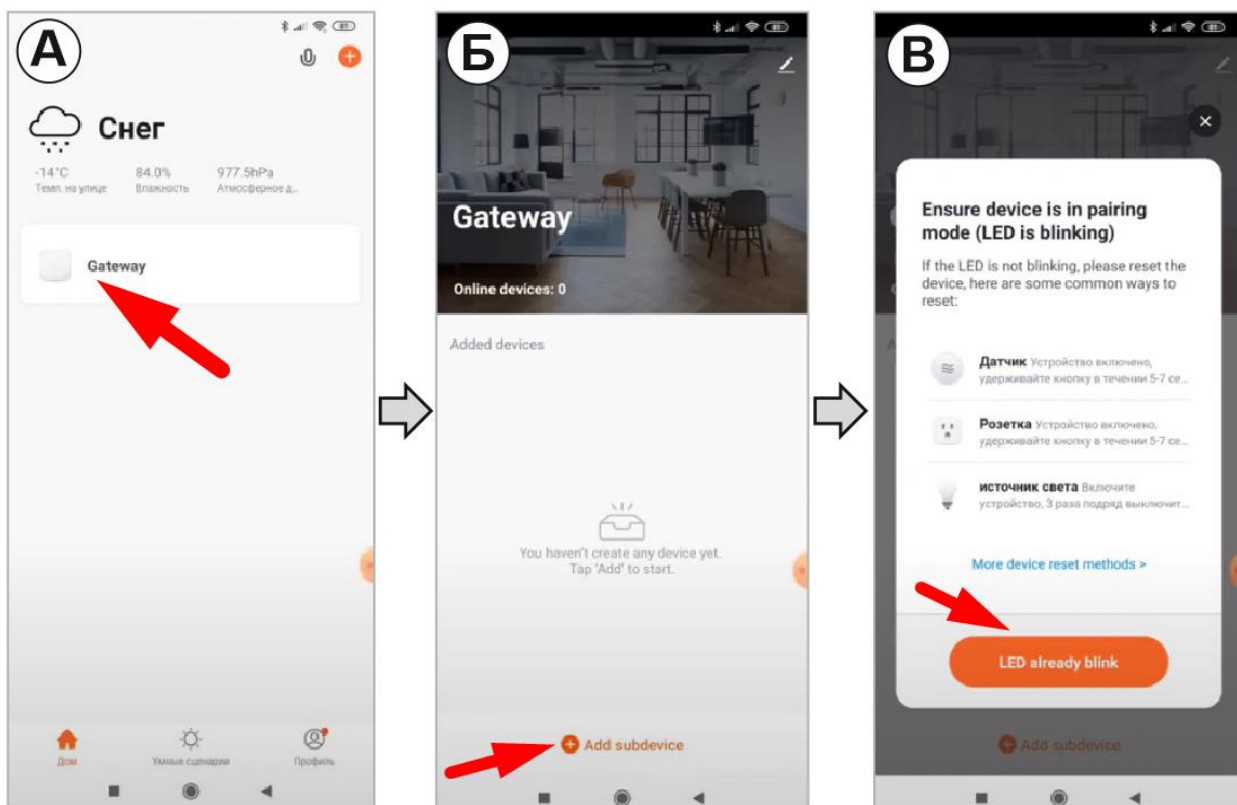 А
Снег
-14°C
84.0%
977.5hPa
Темп. на улице
Влажность
Атмосферное д...
Gateway
Дом
Умные сценарии
Профиль
Б
Gateway
Online devices: 0
Added devices
You haven't create any device yet.
Tap "Add" to start.
Add subdevice
В
Ensure device is in pairing
mode (LED is blinking)
If the LED is not blinking, please reset the
device, here are some common ways to
reset:
Датчик Устройство включено,
удерживайте кнопку в течении 5-7 се...
Розетка Устройство включено,
удерживайте кнопку в течении 5-7 се...
источник света Включите
устройство, 3 раза подряд выключит...
More device reset methods >
LED already blink
Add subdevice